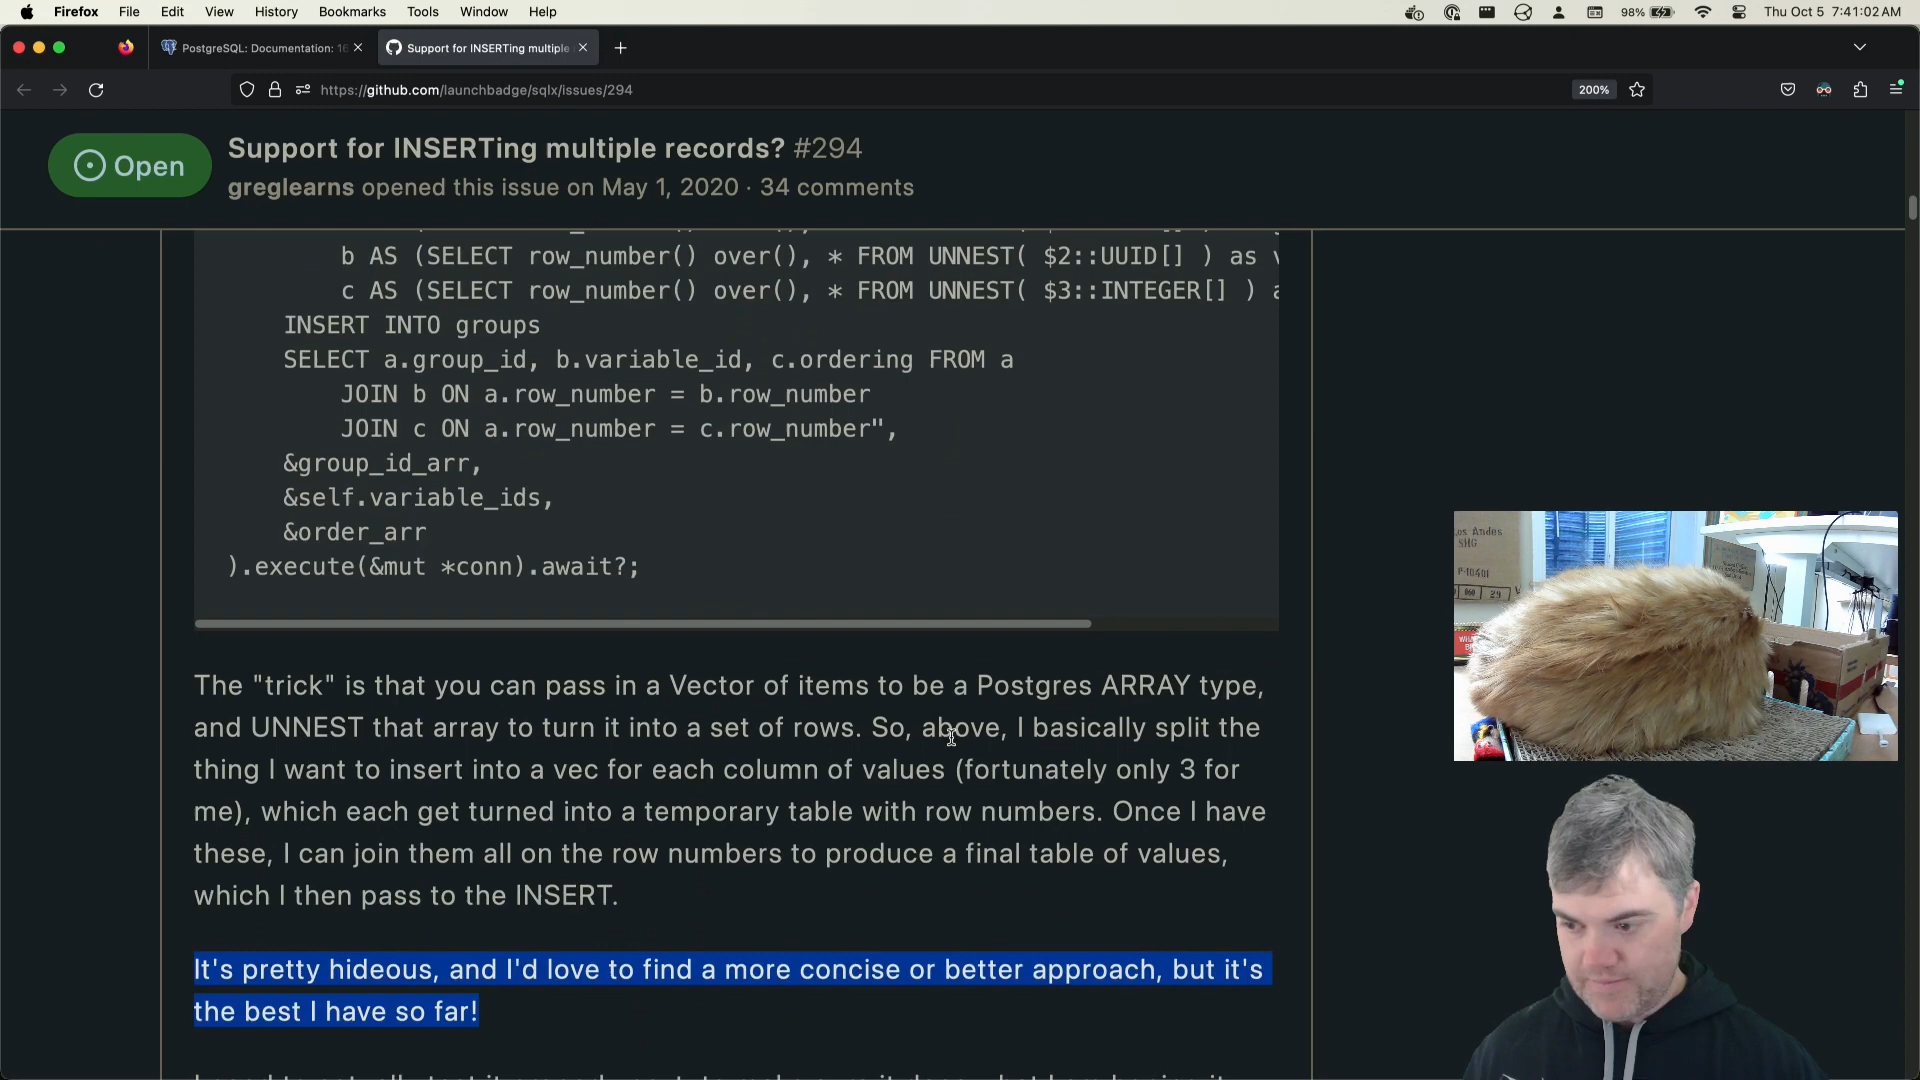 Firefox File Edit View History Bookmarks Tools Window Help 98% Thu Oct 5 7:41:02 AM
PostgreSQL: Documentation: 16 Support for INSERTing multiple
https://github.com/launchbadge/sqlx/issues/294 200%
Open
Support for INSERTing multiple records? #294
greglearns opened this issue on May 1, 2020 · 34 comments
b AS (SELECT row_number() over(), * FROM UNNEST( $2::UUID[] ) as v
c AS (SELECT row_number() over(), * FROM UNNEST( $3::INTEGER[] ) a
INSERT INTO groups
SELECT a.group_id, b.variable_id, c.ordering FROM a
JOIN b ON a.row_number = b.row_number
JOIN c ON a.row_number = c.row_number",
&group_id_arr,
&self.variable_ids,
&order_arr
).execute(&mut *conn).await?;
The "trick" is that you can pass in a Vector of items to be a Postgres ARRAY type,
and UNNEST that array to turn it into a set of rows. So, above, I basically split the
thing I want to insert into a vec for each column of values (fortunately only 3 for
me), which each get turned into a temporary table with row numbers. Once I have
these, I can join them all on the row numbers to produce a final table of values,
which I then pass to the INSERT.
It's pretty hideous, and I'd love to find a more concise or better approach, but it's
the best I have so far!
Los Andes
SHG
P-10401
29